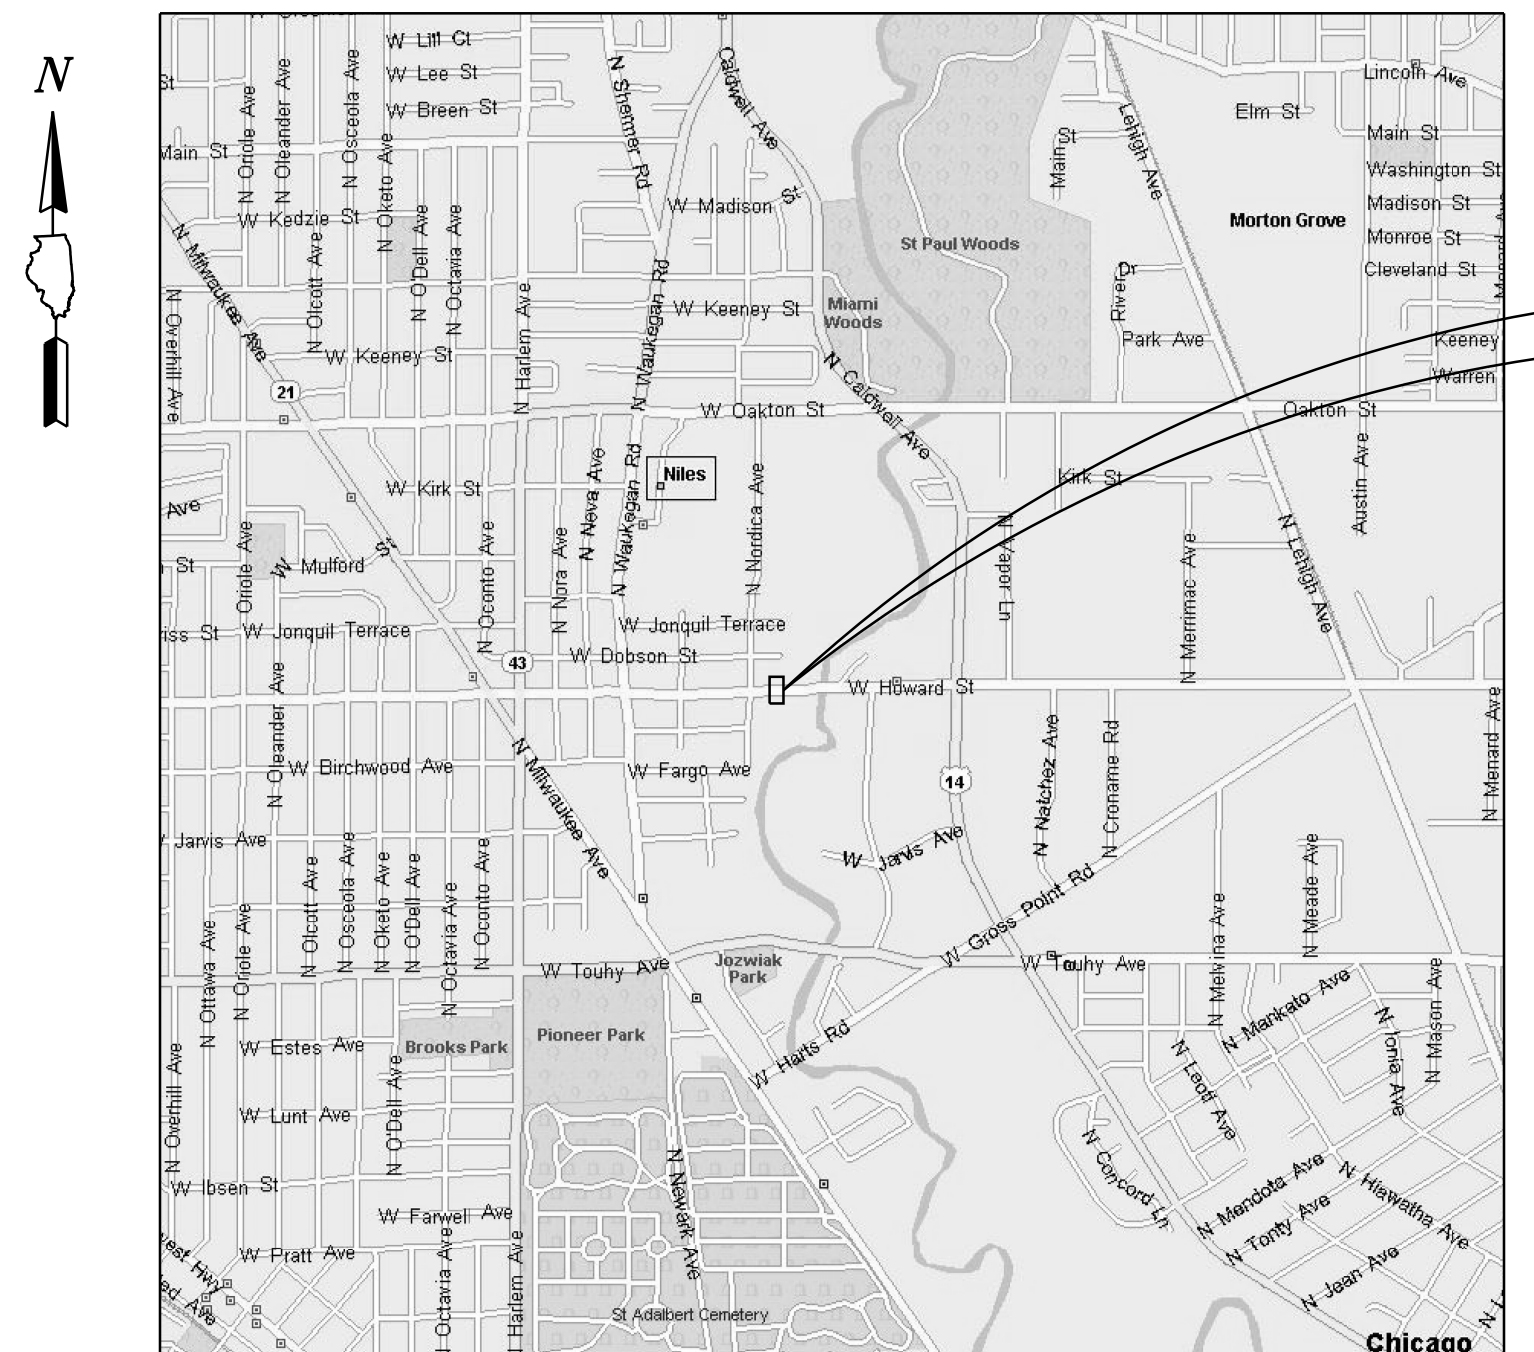 N
W Lill Ct
W Lee St
W Breen St
St
Main St
N Oriole Ave
N Oleander Ave
N Osceola Ave
N Oketo Ave
W Kedzie St
N Olcott Ave
N O'Dell Ave
N Octavia Ave
N Milwaukee Ave
N Overhill Ave
W Keeney St
21
N Harlem Ave
N Shermer Rd
Caldwell Ave
W Madison St
N Waukegan Rd
W Keeney St
Miami
Woods
St Paul Woods
N Caldwell Ave
Main St
Lehigh Ave
River Dr
Park Ave
Lincoln Ave
Elm St
Main St
Washington St
Madison St
Morton Grove
Monroe St
Cleveland St
Menard Ave
Keeney
Warren
W Oakton St
Oakton St
Niles
W Kirk St
Kirk St
Ave
N Neva Ave
N Waukegan Rd
N Nordica Ave
Austin Ave
N Lehigh Ave
St
Oriole Ave
W Mulford St
N Oconto Ave
N Nora Ave
N Vapor Ln
N Merrimac Ave
W Jonquil Terrace
W Jonquil Terrace
43
W Dobson St
W Howard St
N Oleander Ave
W Birchwood Ave
N Milwaukee Ave
W Fargo Ave
14
N Natchez Ave
N Croname Rd
N Menard Ave
Jarvis Ave
W Jarvis Ave
N Olcott Ave
N Osceola Ave
N Oketo Ave
N O'Dell Ave
N Octavia Ave
N Oconto Ave
W Gross Point Rd
N Melvina Ave
N Meade Ave
N Ottawa Ave
N Oriole Ave
W Touhy Ave
Jozwiak
Park
W Touhy Ave
N Mankato Ave
N Mason Ave
N Ionia Ave
N Leoti Ave
Pioneer Park
Brooks Park
W Estes Ave
N Overhill Ave
N O'Dell Ave
W Harts Rd
W Lunt Ave
N Concord Ln
N Newark Ave
W Ibsen St
W Farwell Ave
N Mendota Ave
N Hiawatha Ave
N Tonty Ave
N Jean Ave
W Pratt Ave
Octavia Ave
Harlem Ave
Hwy
Ave
St Adalbert Cemetery
Chicago